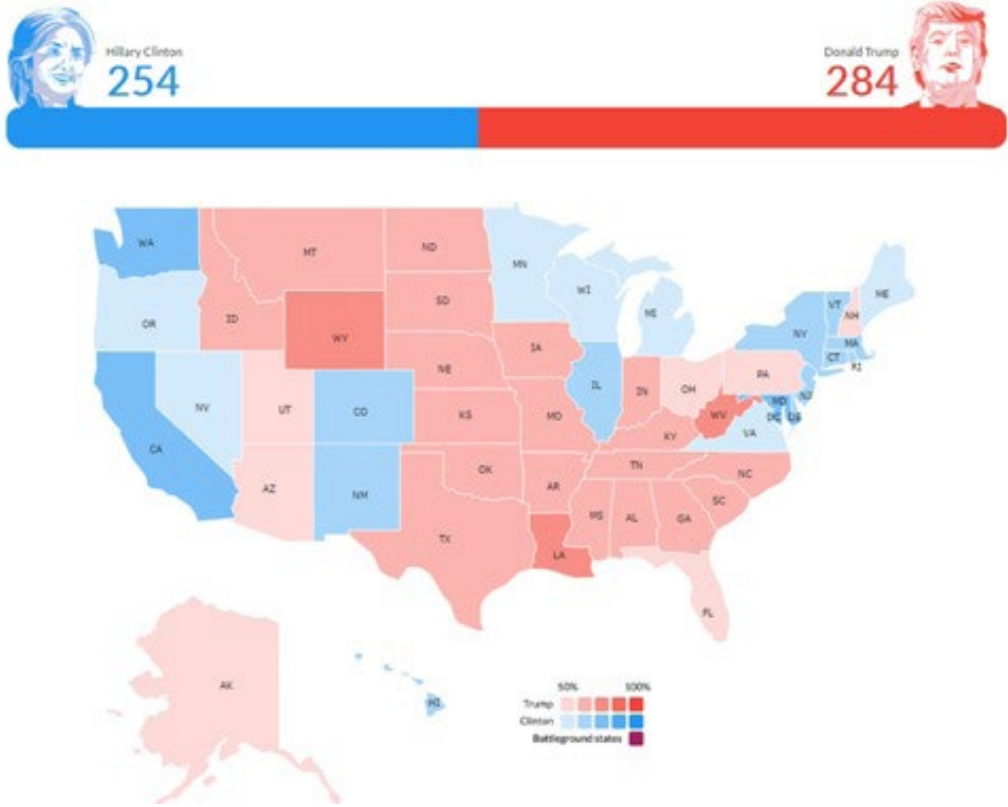 Hillary Clinton
254
Donald Trump
284
WA
MT
ND
MN
ME
VT
NH
NY
WI
MI
OR
ID
SD
WY
MA
CT
RI
IA
NE
PA
NJ
NV
UT
CO
IL
IN
OH
MD
DC
DE
KS
MO
WV
VA
KY
CA
AZ
NM
OK
AR
TN
NC
SC
TX
MS
AL
GA
LA
FL
AK
HI
50%
100%
Trump
Clinton
Battleground states